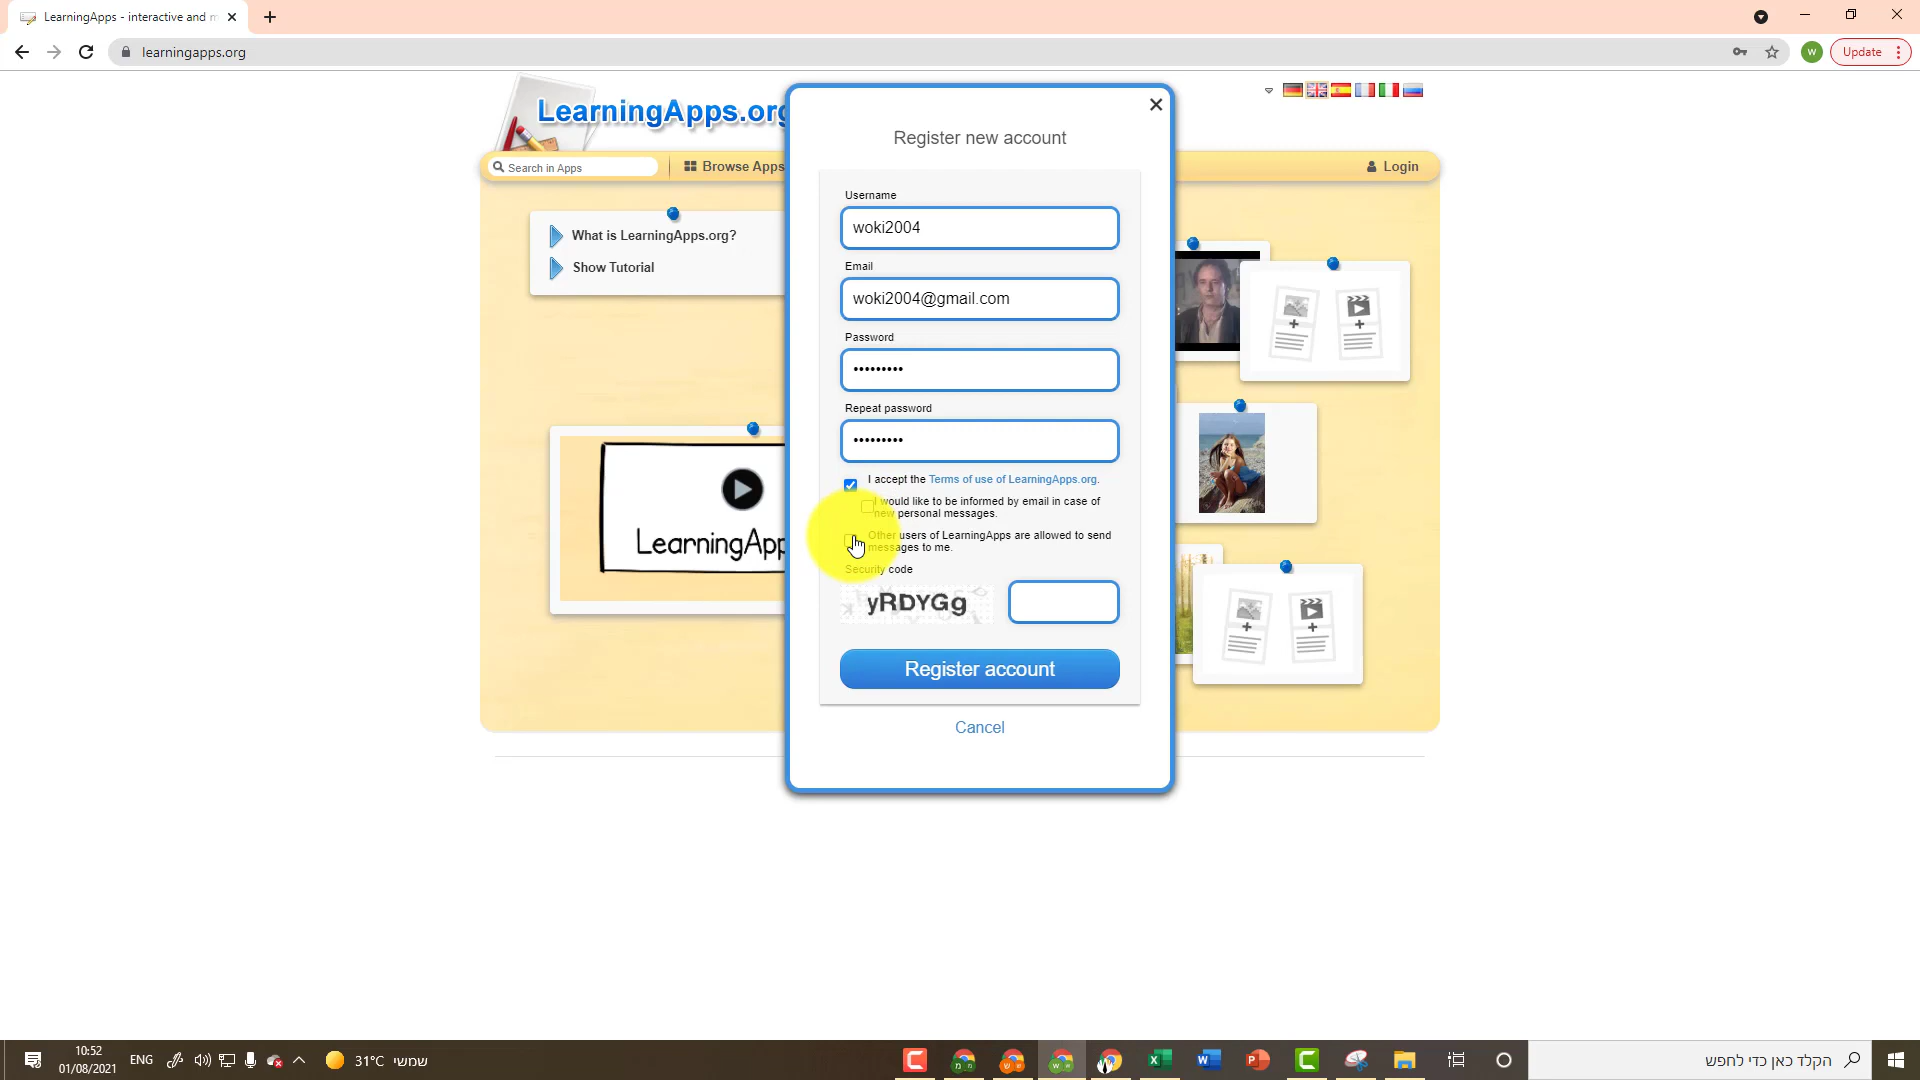 LearningApps - interactive and m
learningapps.org
W
Update
LearningApps.org
Search in Apps
Browse Apps
Login
What is LearningApps.org?
Show Tutorial
LearningApp
Register new account
Username
woki2004
Email
woki2004@gmail.com
Password
•••••••••
Repeat password
•••••••••
I accept the Terms of use of LearningApps.org.
I would like to be informed by email in case of
new personal messages.
Other users of LearningApps are allowed to send
messages to me.
Security code
yRDYGg
Register account
Cancel
10:52
01/08/2021
ENG
31°C שמשי
הקלד כאן כדי לחפש